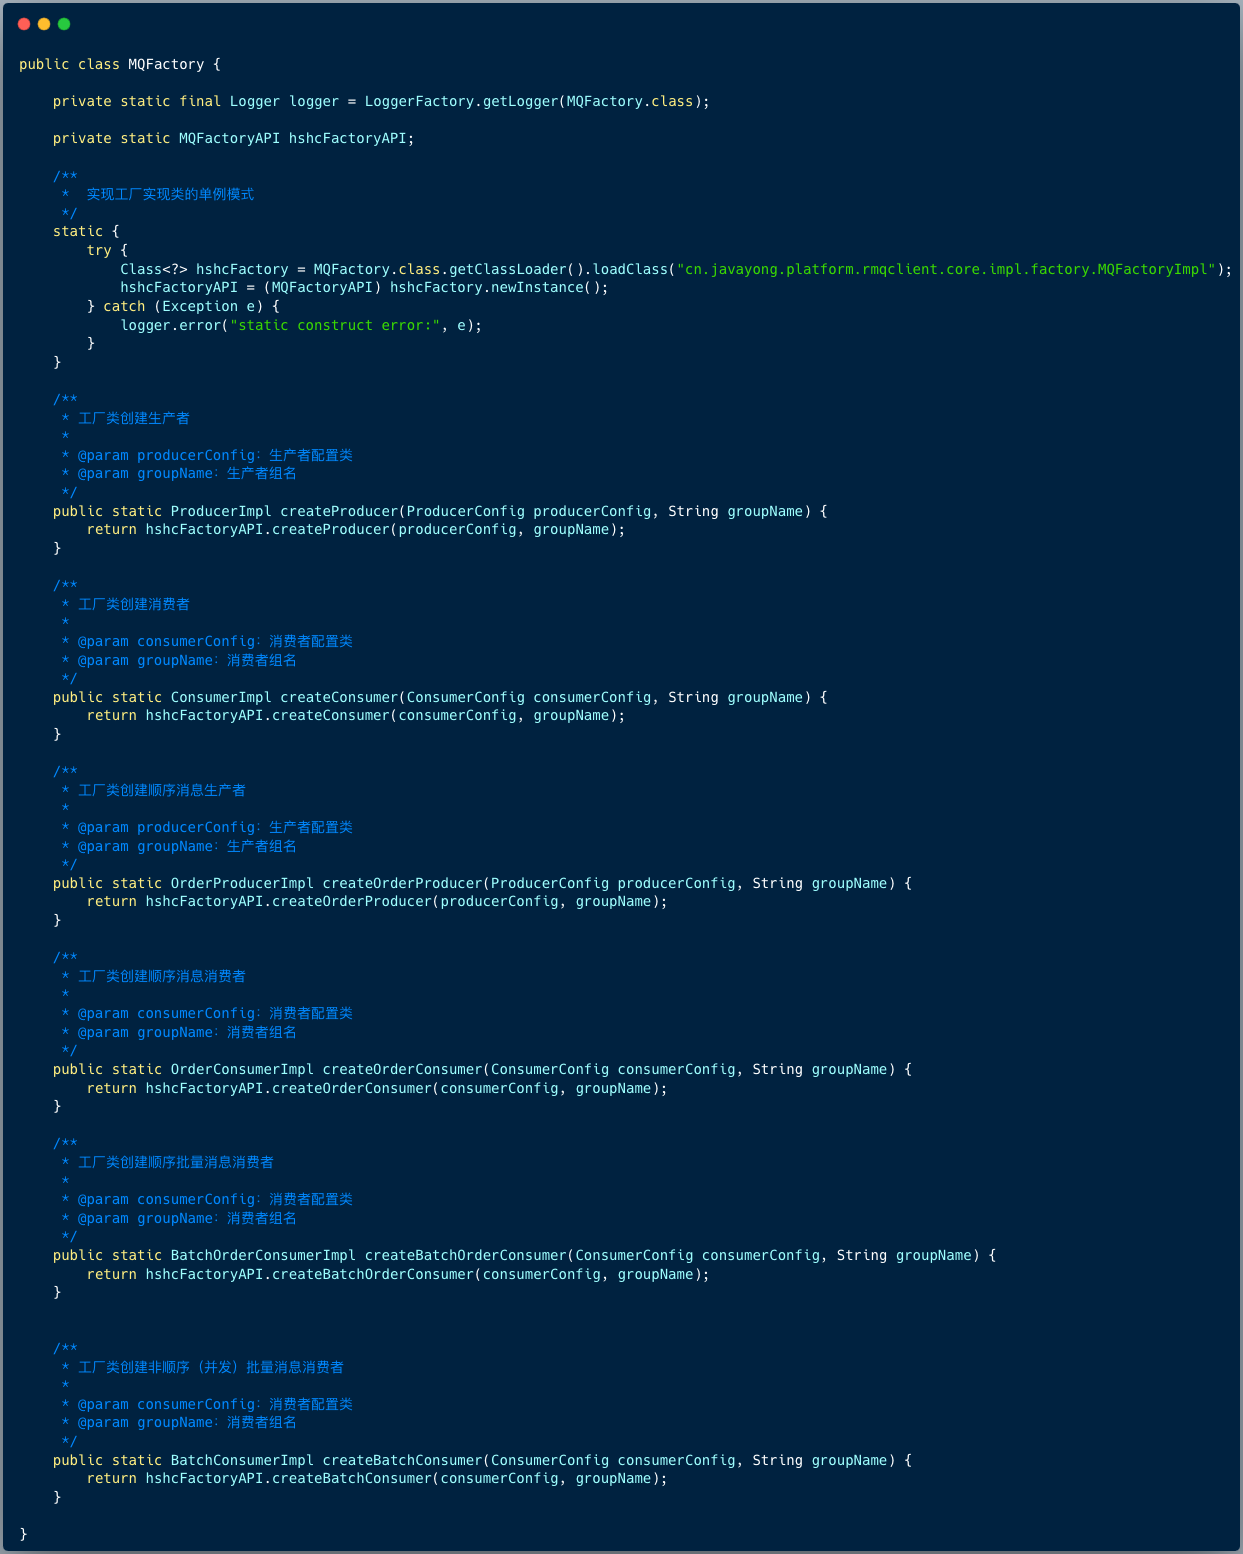 public class MQFactory {
    private static final Logger logger = LoggerFactory.getLogger(MQFactory.class);
    private static MQFactoryAPI hshcFactoryAPI;
    /**
     *  实现工厂实现类的单例模式
     */
    static {
        try {
            Class<?> hshcFactory = MQFactory.class.getClassLoader().loadClass("cn.javayong.platform.rmqclient.core.impl.factory.MQFactoryImpl");
            hshcFactoryAPI = (MQFactoryAPI) hshcFactory.newInstance();
        } catch (Exception e) {
            logger.error("static construct error:", e);
        }
    }
    /**
     * 工厂类创建生产者
     *
     * @param producerConfig：生产者配置类
     * @param groupName：生产者组名
     */
    public static ProducerImpl createProducer(ProducerConfig producerConfig, String groupName) {
        return hshcFactoryAPI.createProducer(producerConfig, groupName);
    }
    /**
     * 工厂类创建消费者
     *
     * @param consumerConfig：消费者配置类
     * @param groupName：消费者组名
     */
    public static ConsumerImpl createConsumer(ConsumerConfig consumerConfig, String groupName) {
        return hshcFactoryAPI.createConsumer(consumerConfig, groupName);
    }
    /**
     * 工厂类创建顺序消息生产者
     *
     * @param producerConfig：生产者配置类
     * @param groupName：生产者组名
     */
    public static OrderProducerImpl createOrderProducer(ProducerConfig producerConfig, String groupName) {
        return hshcFactoryAPI.createOrderProducer(producerConfig, groupName);
    }
    /**
     * 工厂类创建顺序消息消费者
     *
     * @param consumerConfig：消费者配置类
     * @param groupName：消费者组名
     */
    public static OrderConsumerImpl createOrderConsumer(ConsumerConfig consumerConfig, String groupName) {
        return hshcFactoryAPI.createOrderConsumer(consumerConfig, groupName);
    }
    /**
     * 工厂类创建顺序批量消息消费者
     *
     * @param consumerConfig：消费者配置类
     * @param groupName：消费者组名
     */
    public static BatchOrderConsumerImpl createBatchOrderConsumer(ConsumerConfig consumerConfig, String groupName) {
        return hshcFactoryAPI.createBatchOrderConsumer(consumerConfig, groupName);
    }
    /**
     * 工厂类创建非顺序（并发）批量消息消费者
     *
     * @param consumerConfig：消费者配置类
     * @param groupName：消费者组名
     */
    public static BatchConsumerImpl createBatchConsumer(ConsumerConfig consumerConfig, String groupName) {
        return hshcFactoryAPI.createBatchConsumer(consumerConfig, groupName);
    }
}